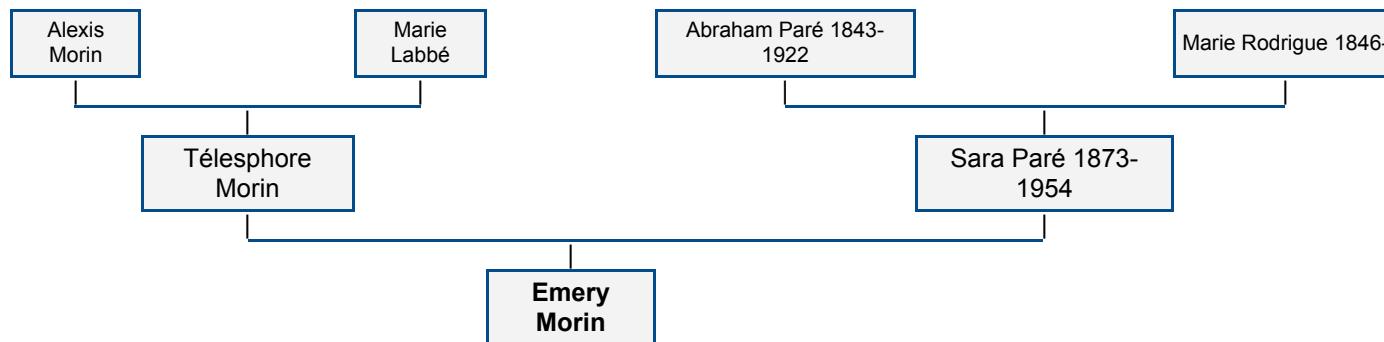 Alexis
Morin
Marie
Labbé
Abraham Paré 1843-
1922
Marie Rodrigue 1846-
Télesphore
Morin
Sara Paré 1873-
1954
Emery
Morin